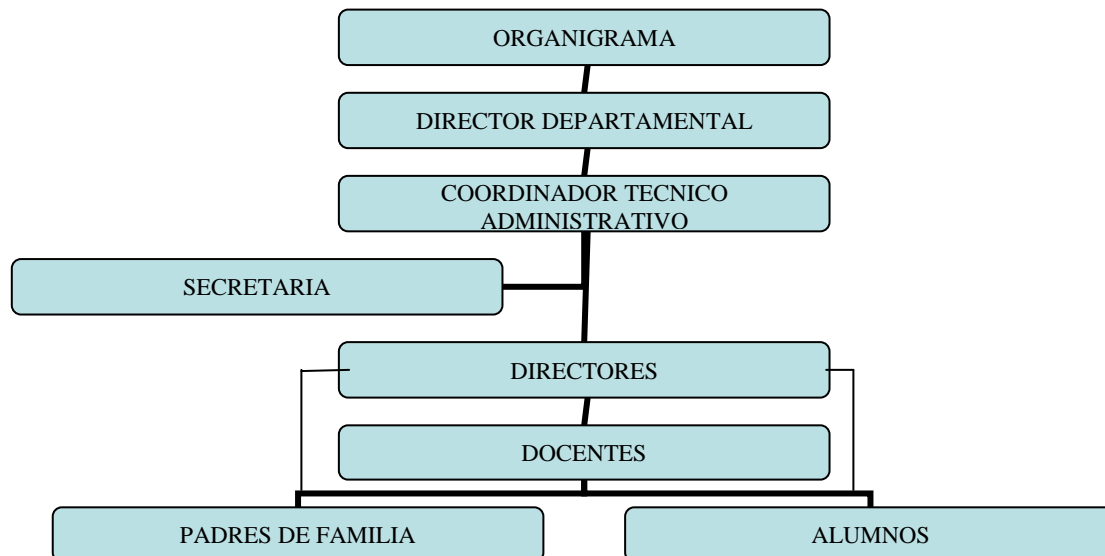 ORGANIGRAMA
DIRECTOR DEPARTAMENTAL
COORDINADOR TECNICO
ADMINISTRATIVO
SECRETARIA
DIRECTORES
DOCENTES
PADRES DE FAMILIA
ALUMNOS